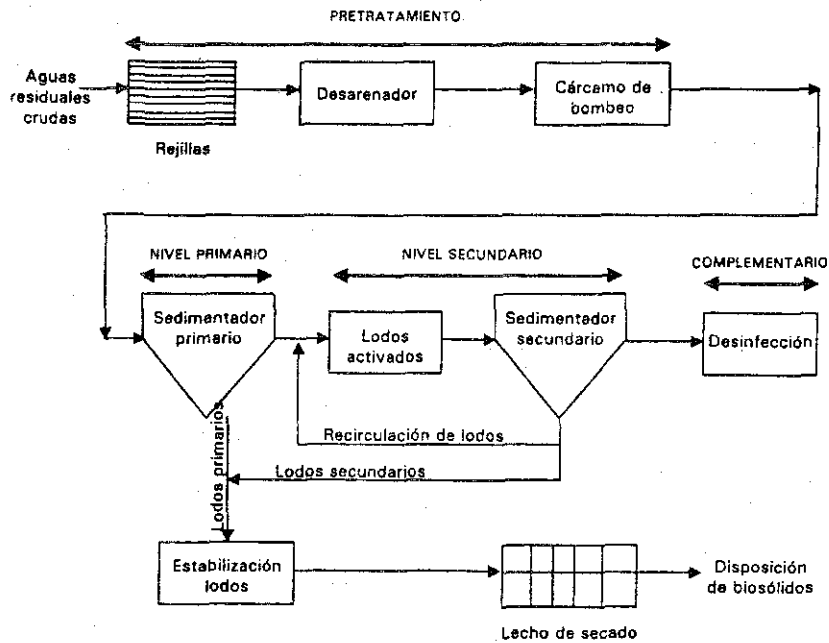 PRETRATAMIENTO
Aguas
residuales
crudas
Rejillas
Desarenador
Cárcamo de
bombeo
NIVEL PRIMARIO
NIVEL SECUNDARIO
COMPLEMENTARIO
Sedimentador
primario
Lodos
activados
Sedimentador
secundario
Desinfección
Recirculación de lodos
Lodos secundarios
Lodos primarios
Estabilización
lodos
Lecho de secado
Disposición
de biosólidos